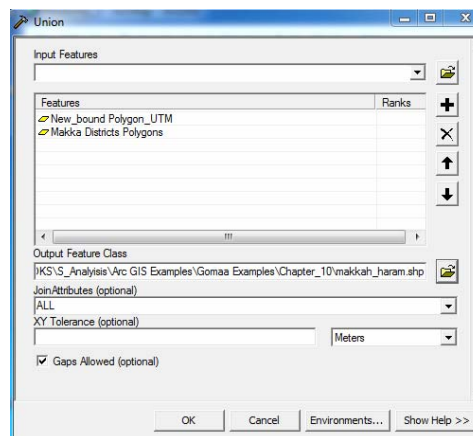 Union
Input Features
Features Ranks
New_bound Polygon_UTM
Makka Districts Polygons
Output Feature Class
)KS\S_Analyisis\Arc GIS Examples\Gomaa Examples\Chapter_10\makkah_haram.shp
JoinAttributes (optional)
ALL
XY Tolerance (optional)
Meters
Gaps Allowed (optional)
OK Cancel Environments... Show Help >>